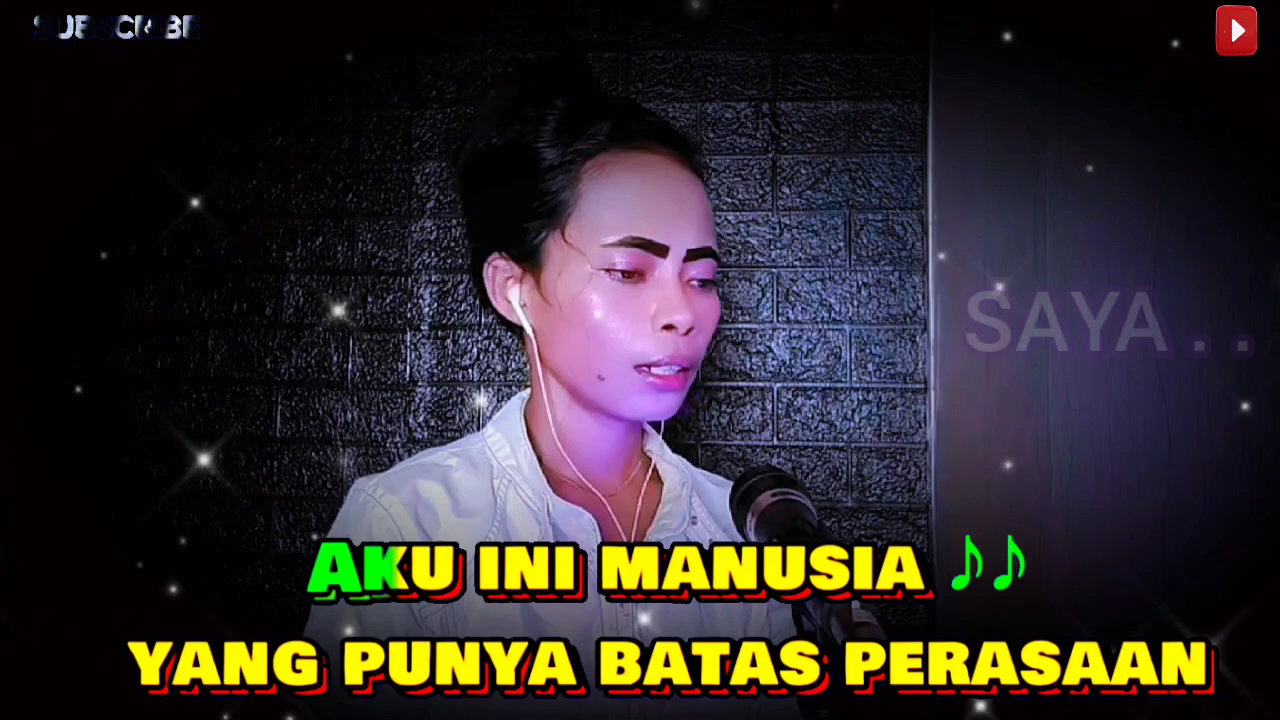 SUBSCRIBE
SAYA . .
AKU INI MANUSIA ♪♪
YANG PUNYA BATAS PERASAAN